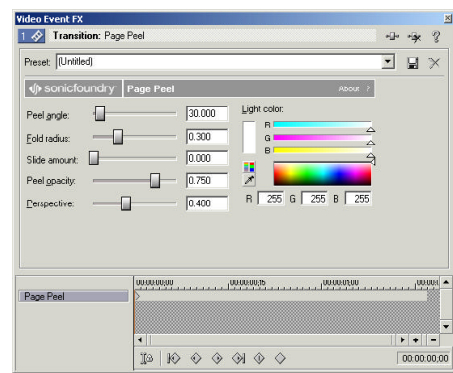 Video Event FX
1 Transition: Page Peel
Preset: (Untitled)
sonicfoundry Page Peel About ?
Peel angle: 30.000
Fold radius: 0.300
Slide amount: 0.000
Peel opacity: 0.750
Perspective: 0.400
Light color:
R
G
B
R 255 G 255 B 255
00:00:00;00 00:00:00;15 00:00:01;00
Page Peel
00:00:00;00